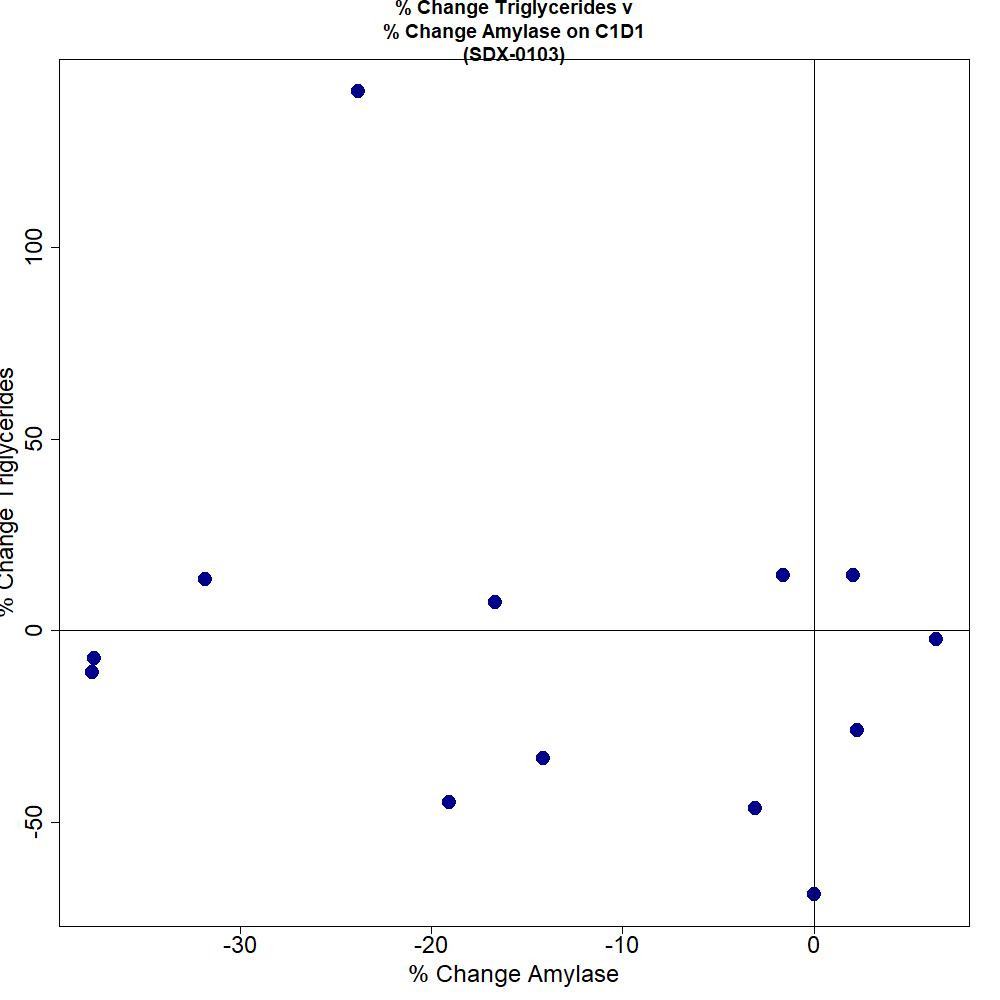 % Change Triglycerides v
% Change Amylase on C1D1
(SDX-0103)
% Change Triglycerides
100
50
0
-50
-30
-20
-10
0
% Change Amylase